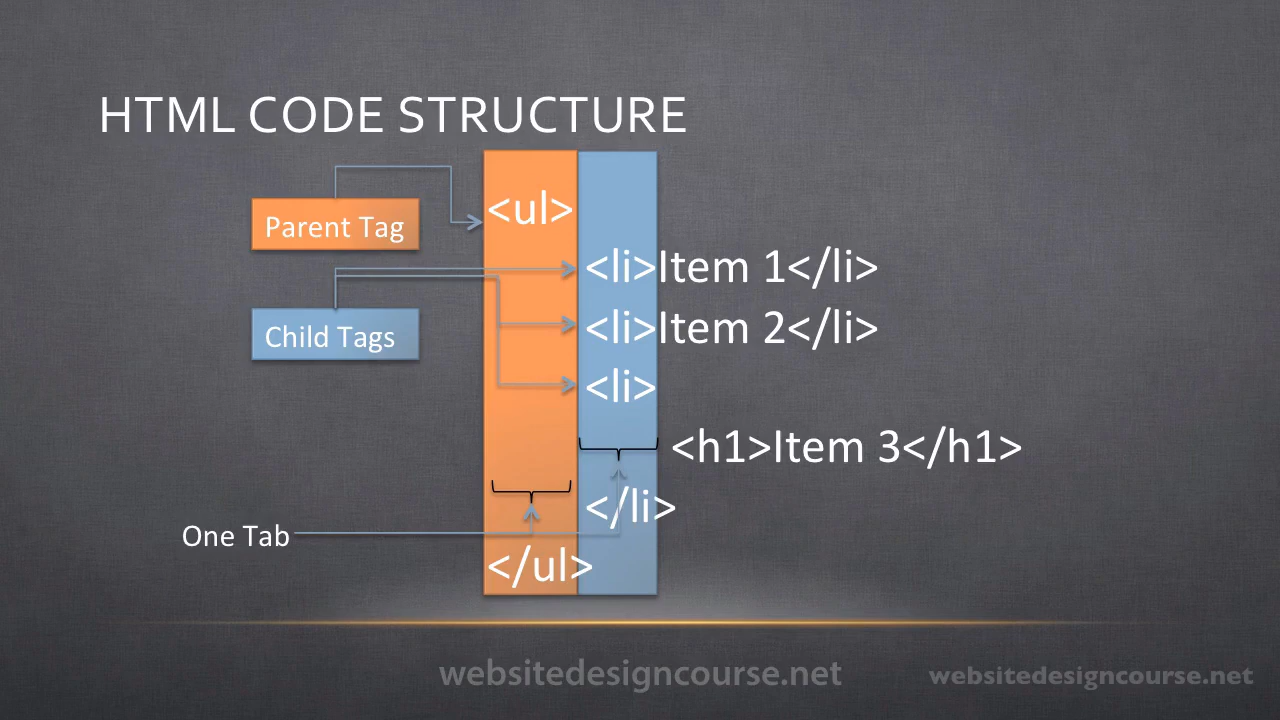 HTML CODE STRUCTURE
<ul>
Parent Tag
<li>Item 1</li>
<li>Item 2</li>
Child Tags
<li>
<h1>Item 3</h1>
</li>
One Tab
</ul>
websitedesigncourse.net
websitedesigncourse.net